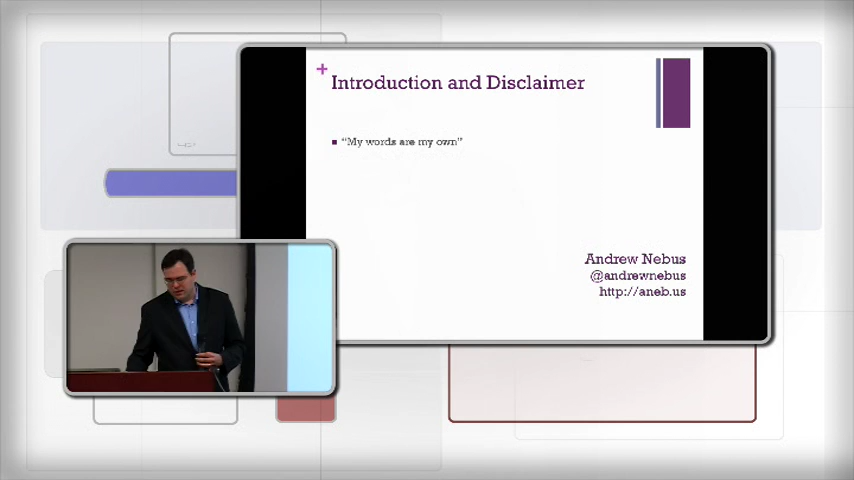 +
Introduction and Disclaimer
"My words are my own"
Andrew Nebus
@andrewnebus
http://aneb.us